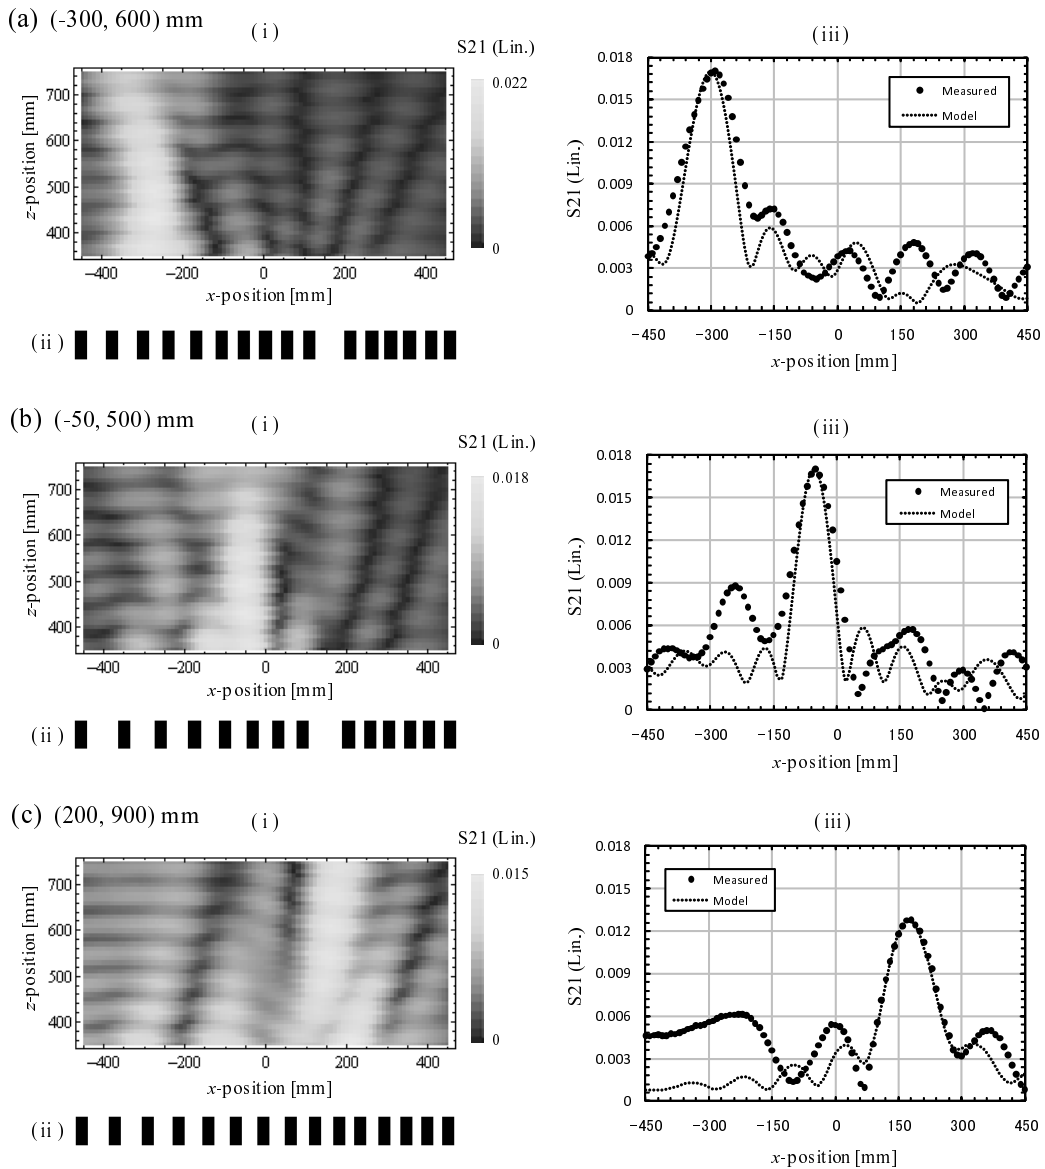 (a) (-300, 600) mm
(i)
S21 (Lin.)
0.022
0
z-position [mm]
700
600
500
400
−400
−200
0
200
400
x-position [mm]
(ii)
(iii)
S21 (Lin.)
0.018
0.015
0.012
0.009
0.006
0.003
0
Measured
Model
−450
−300
−150
0
150
300
450
x-position [mm]
(b) (-50, 500) mm
(i)
S21 (Lin.)
0.018
0
z-position [mm]
700
600
500
400
−400
−200
0
200
400
x-position [mm]
(ii)
(iii)
S21 (Lin.)
0.018
0.015
0.012
0.009
0.006
0.003
0
Measured
Model
−450
−300
−150
0
150
300
450
x-position [mm]
(c) (200, 900) mm
(i)
S21 (Lin.)
0.015
0
z-position [mm]
700
600
500
400
−400
−200
0
200
400
x-position [mm]
(ii)
(iii)
S21 (Lin.)
0.018
0.015
0.012
0.009
0.006
0.003
0
Measured
Model
−450
−300
−150
0
150
300
450
x-position [mm]